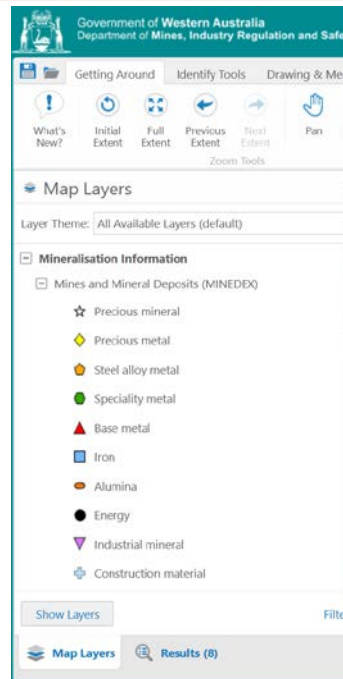 Government of Western Australia
Department of Mines, Industry Regulation and Safe
Getting Around Identify Tools Drawing & Me
What's New?
Initial Extent
Full Extent
Previous Extent
Next Extent
Pan
Zoom Tools
Map Layers
Layer Theme: All Available Layers (default)
Mineralisation Information
Mines and Mineral Deposits (MINEDEX)
Precious mineral
Precious metal
Steel alloy metal
Speciality metal
Base metal
Iron
Alumina
Energy
Industrial mineral
Construction material
Show Layers Filte
Map Layers Results (8)